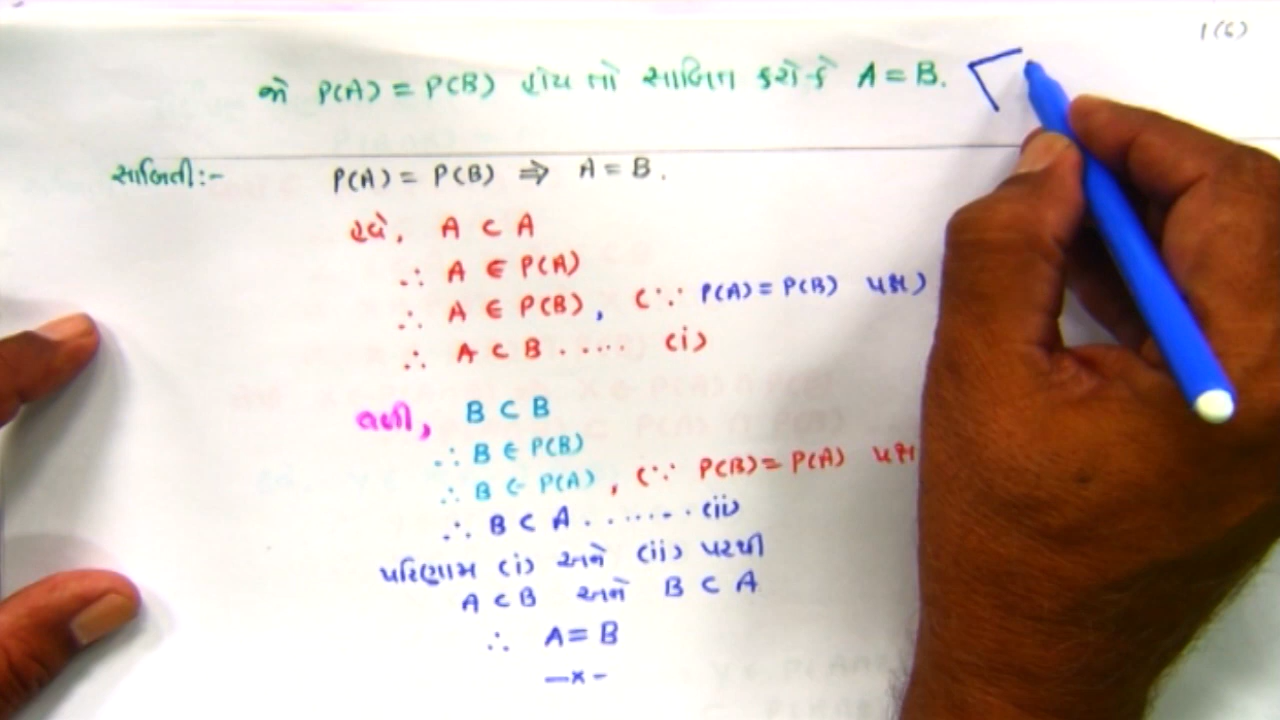 1(6)
જો P(A) = P(B) હોય તો સાબિત કરો કે A = B.
સાબિતી:- P(A) = P(B) ⇒ A = B.
હવે, A ⊂ A
∴ A ∈ P(A)
∴ A ∈ P(B), (∵ P(A) = P(B) પક્ષ)
∴ A ⊂ B ..... (i)
વળી, B ⊂ B
∴ B ∈ P(B)
∴ B ∈ P(A), (∵ P(B) = P(A) પક્ષ
∴ B ⊂ A ....... (ii)
પરિણામ (i) અને (ii) પરથી
A ⊂ B અને B ⊂ A
∴ A = B
—x—